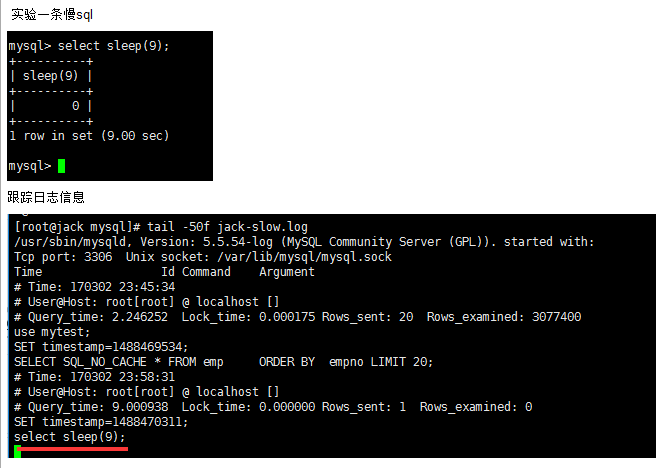 实验一条慢sql
mysql> select sleep(9);
+----------+
| sleep(9) |
+----------+
|        0 |
+----------+
1 row in set (9.00 sec)
mysql>
跟踪日志信息
[root@jack mysql]# tail -50f jack-slow.log
/usr/sbin/mysqld, Version: 5.5.54-log (MySQL Community Server (GPL)). started with:
Tcp port: 3306  Unix socket: /var/lib/mysql/mysql.sock
Time                 Id Command    Argument
# Time: 170302 23:45:34
# User@Host: root[root] @ localhost []
# Query_time: 2.246252  Lock_time: 0.000175 Rows_sent: 20  Rows_examined: 3077400
use mytest;
SET timestamp=1488469534;
SELECT SQL_NO_CACHE * FROM emp     ORDER BY  empno LIMIT 20;
# Time: 170302 23:58:31
# User@Host: root[root] @ localhost []
# Query_time: 9.000938  Lock_time: 0.000000 Rows_sent: 1  Rows_examined: 0
SET timestamp=1488470311;
select sleep(9);